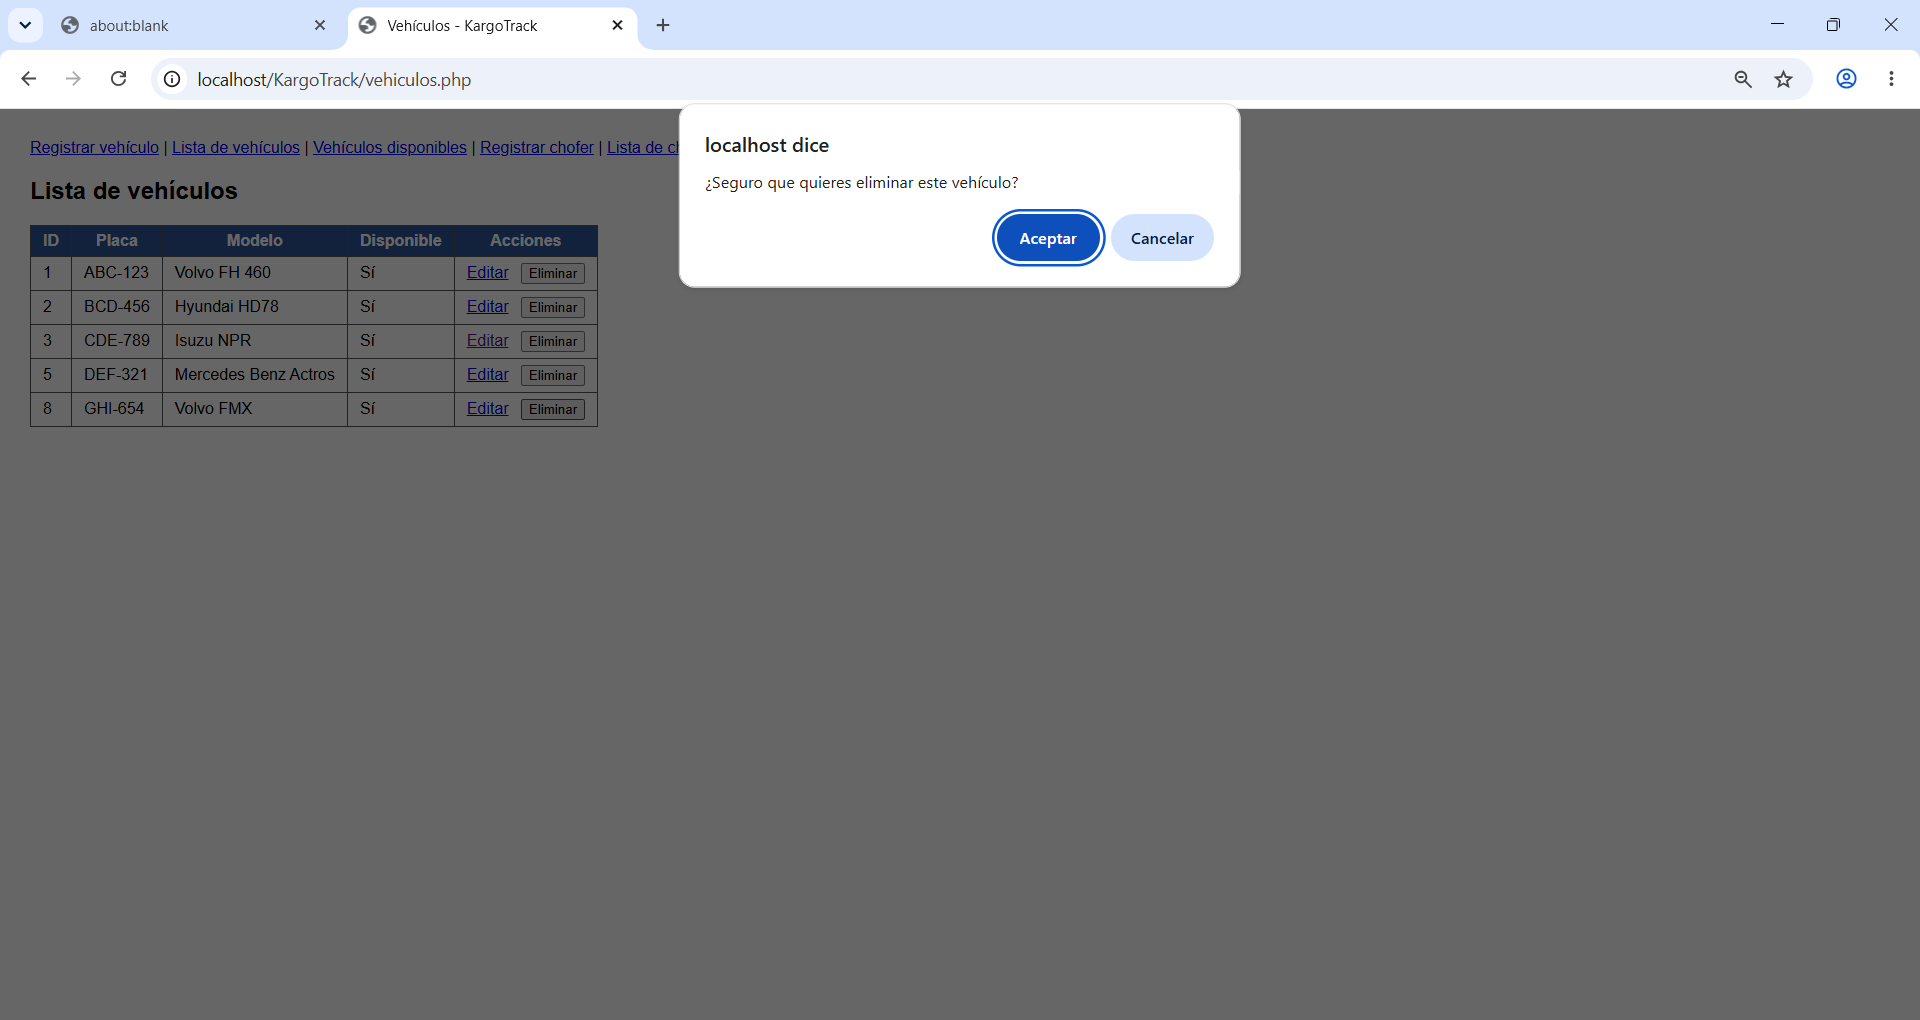 about:blank
Vehículos - KargoTrack
localhost/KargoTrack/vehiculos.php
localhost dice
¿Seguro que quieres eliminar este vehículo?
Aceptar Cancelar
Registrar vehículo | Lista de vehículos | Vehículos disponibles | Registrar chofer | Lista de
Lista de vehículos
ID Placa Modelo Disponible Acciones
1 ABC-123 Volvo FH 460 Sí Editar Eliminar
2 BCD-456 Hyundai HD78 Sí Editar Eliminar
3 CDE-789 Isuzu NPR Sí Editar Eliminar
5 DEF-321 Mercedes Benz Actros Sí Editar Eliminar
8 GHI-654 Volvo FMX Sí Editar Eliminar